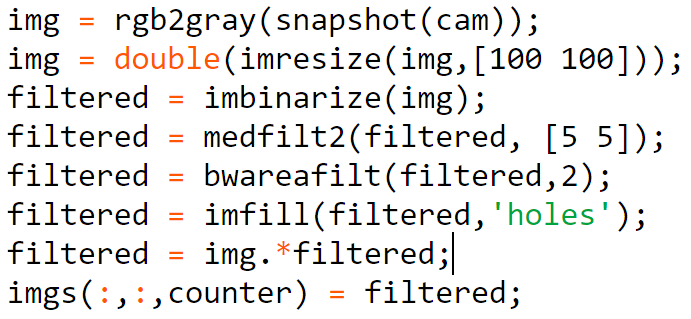 img = rgb2gray(snapshot(cam));
img = double(imresize(img,[100 100]));
filtered = imbinarize(img);
filtered = medfilt2(filtered, [5 5]);
filtered = bwareafilt(filtered,2);
filtered = imfill(filtered,'holes');
filtered = img.*filtered;
imgs(:,:,counter) = filtered;